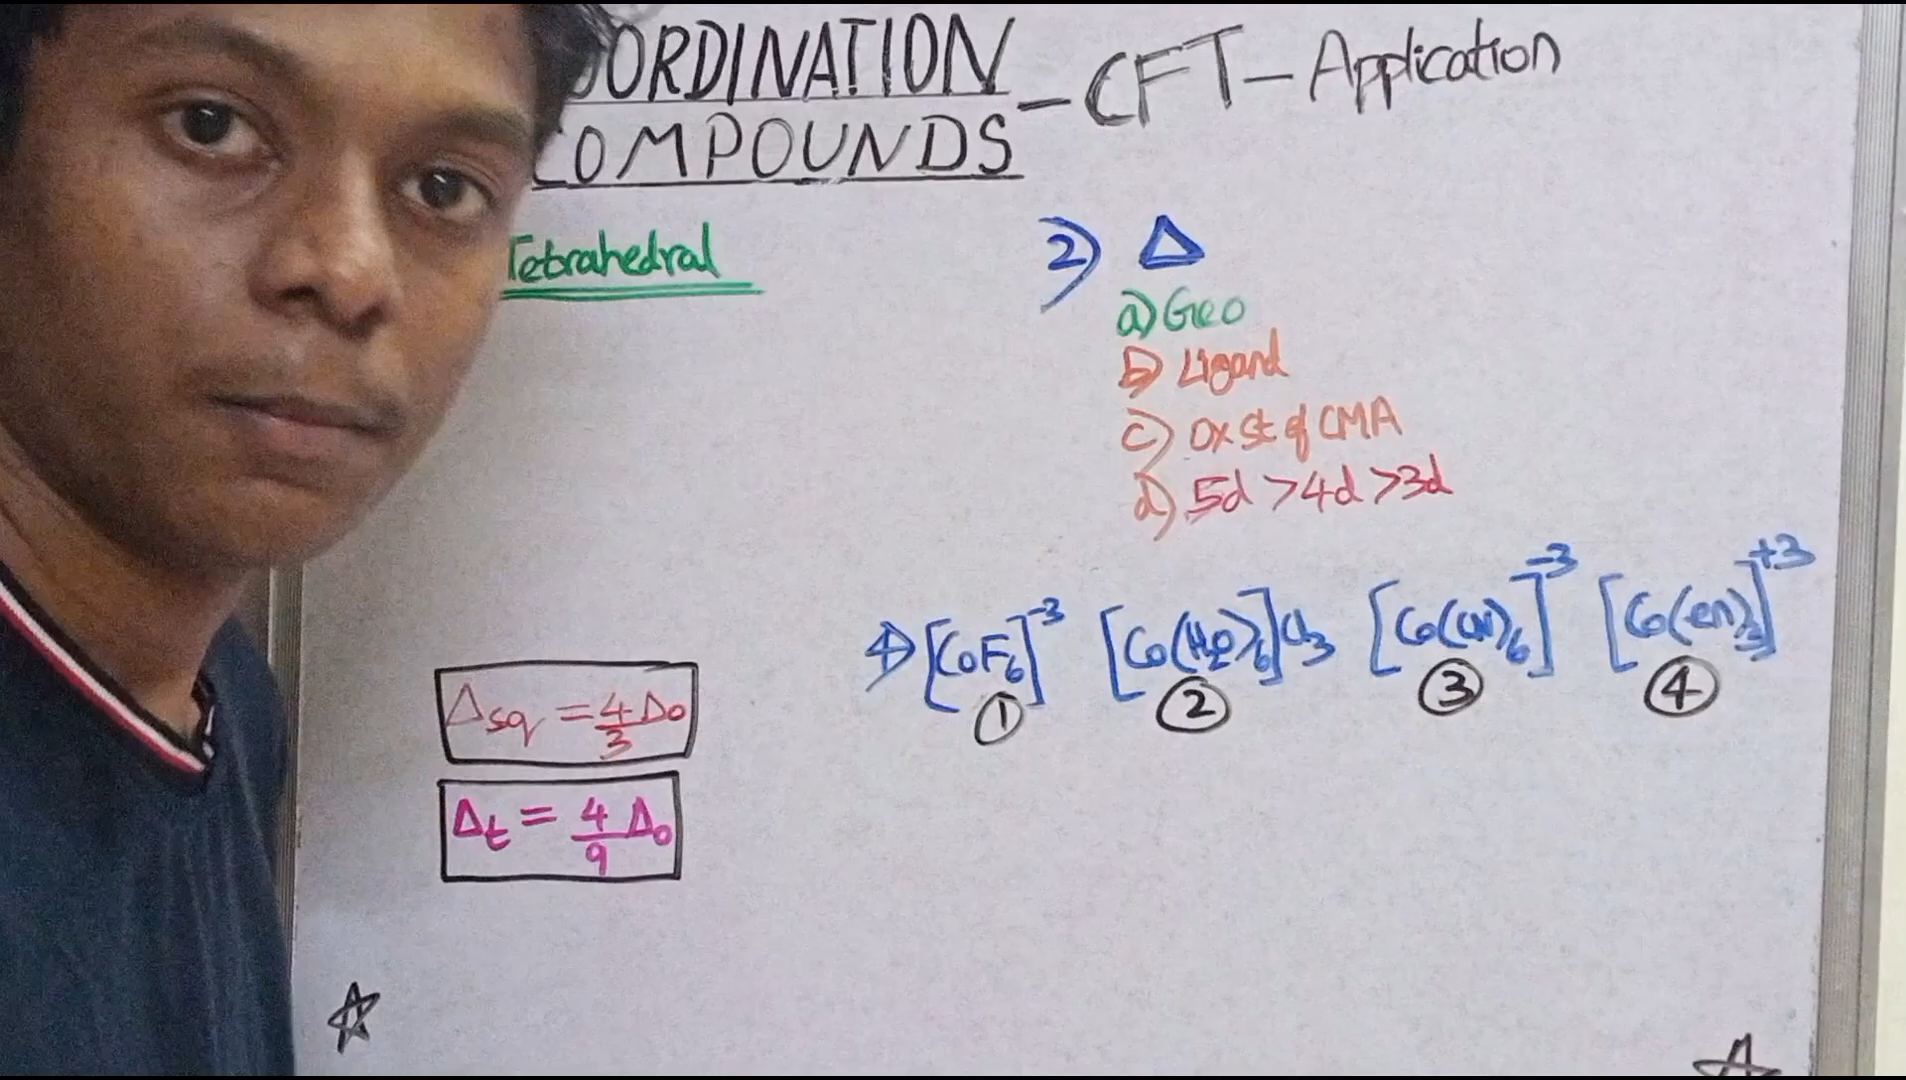 OORDINATION
COMPOUNDS - CFT - Application
Tetrahedral
2) Δ
a) Geo
b) Ligand
c) Ox St of CMA
d) 5d > 4d > 3d
[CoF₆]⁻³ [Co(H₂O)₆]Cl₃ [Co(CN)₆]⁻³ [Co(en)₃]⁺³
① ② ③ ④
Δsq = 4/3 Δo
Δt = 4/9 Δo